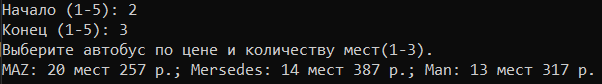 Начало (1-5): 2
Конец (1-5): 3
Выберите автобус по цене и количеству мест(1-3).
MAZ: 20 мест 257 р.; Mersedes: 14 мест 387 р.; Man: 13 мест 317 р.